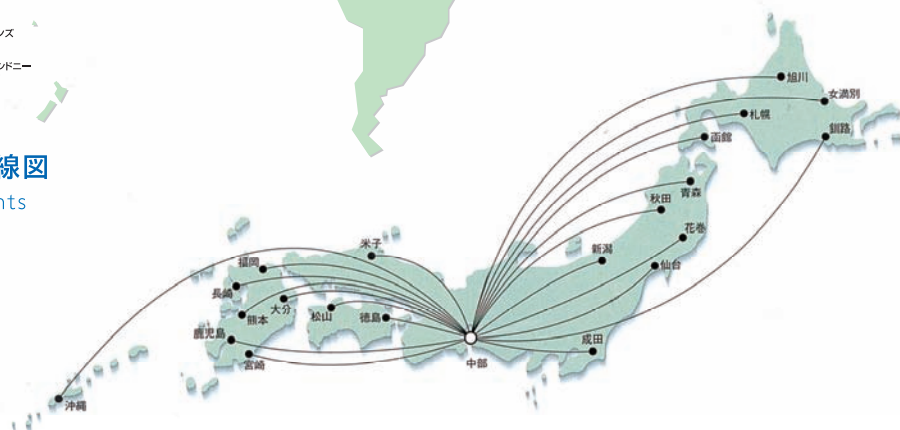 ンズ
ンドニー
線図
nts
旭川
女満別
札幌
釧路
函館
青森
秋田
花巻
新潟
仙台
米子
福岡
長崎
大分
熊本
松山
徳島
鹿児島
宮崎
成田
中部
沖縄